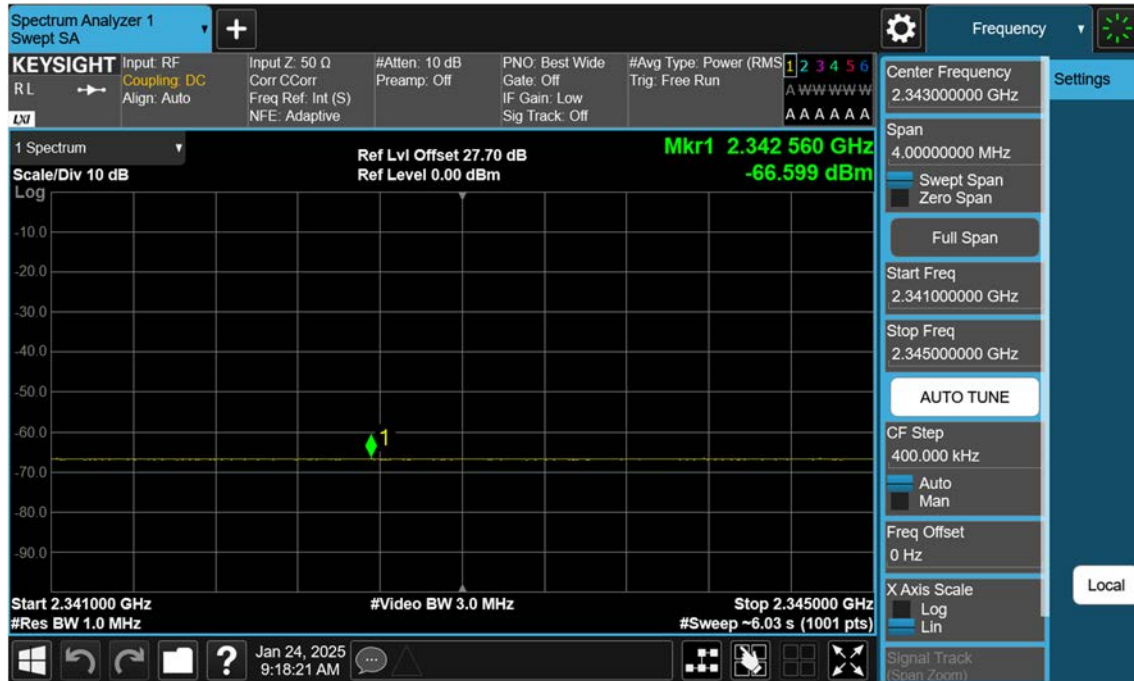 Spectrum Analyzer 1
Swept SA
Frequency
KEYSIGHT
R L
LXI
Input: RF
Coupling: DC
Align: Auto
Input Z: 50 Ω
Corr CCorr
Freq Ref: Int (S)
NFE: Adaptive
#Atten: 10 dB
Preamp: Off
PNO: Best Wide
Gate: Off
IF Gain: Low
Sig Track: Off
#Avg Type: Power (RMS
Trig: Free Run
1 2 3 4 5 6
A W W W W W
A A A A A A
1 Spectrum
Scale/Div 10 dB
Ref Lvl Offset 27.70 dB
Ref Level 0.00 dBm
Mkr1 2.342 560 GHz
-66.599 dBm
Log
-10.0
-20.0
-30.0
-40.0
-50.0
-60.0
-70.0
-80.0
-90.0
1
Start 2.341000 GHz
#Res BW 1.0 MHz
#Video BW 3.0 MHz
Stop 2.345000 GHz
#Sweep ~6.03 s (1001 pts)
Center Frequency
2.343000000 GHz
Span
4.00000000 MHz
Swept Span
Zero Span
Full Span
Start Freq
2.341000000 GHz
Stop Freq
2.345000000 GHz
AUTO TUNE
CF Step
400.000 kHz
Auto
Man
Freq Offset
0 Hz
X Axis Scale
Log
Lin
Signal Track
(Span Zoom)
Settings
Local
?
Jan 24, 2025
9:18:21 AM